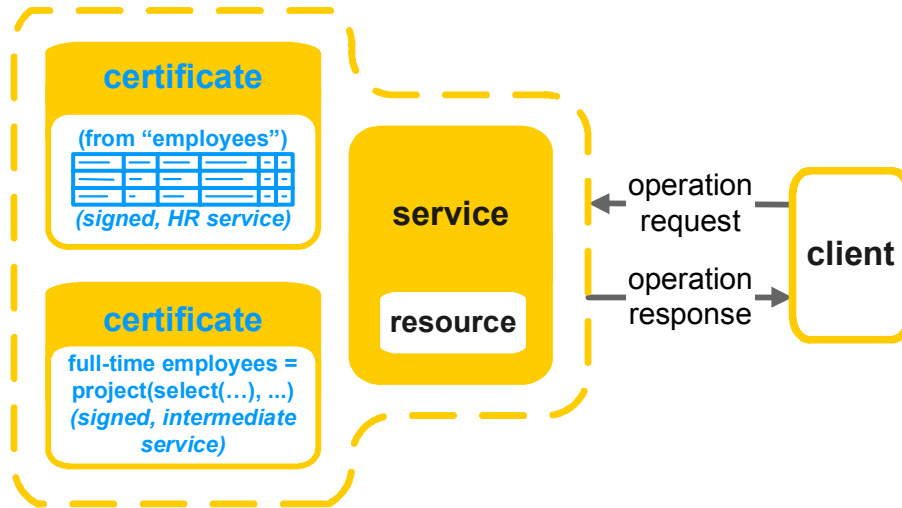 certificate
(from “employees”)
(signed, HR service)
certificate
full-time employees =
project(select(…), ...)
(signed, intermediate
service)
service
resource
operation
request
operation
response
client